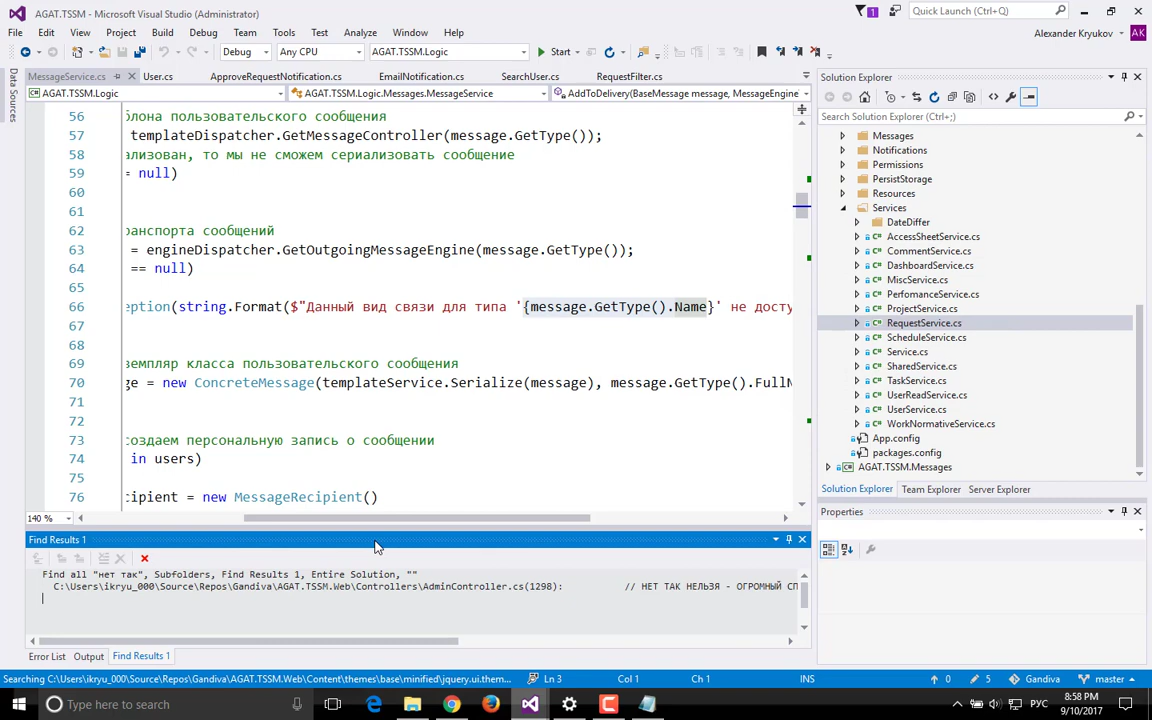 AGAT.TSSM - Microsoft Visual Studio (Administrator)
1
Quick Launch (Ctrl+Q)
File Edit View Project Build Debug Team Tools Test Analyze Window Help
Alexander Kryukov AK
Debug Any CPU AGAT.TSSM.Logic Start
MessageService.cs User.cs ApproveRequestNotification.cs EmailNotification.cs SearchUser.cs RequestFilter.cs
AGAT.TSSM.Logic AGAT.TSSM.Logic.Messages.MessageService AddToDelivery(BaseMessage message, MessageEngine
Data Sources
56 блона пользовательского сообщения
57 templateDispatcher.GetMessageController(message.GetType());
58 ализован, то мы не сможем сериализовать сообщение
59 = null)
60
61
62 ранспорта сообщений
63 = engineDispatcher.GetOutgoingMessageEngine(message.GetType());
64 == null)
65
66 eption(string.Format($"Данный вид связи для типа '{message.GetType().Name}' не досту
67
68
69 земпляр класса пользовательского сообщения
70 ge = new ConcreteMessage(templateService.Serialize(message), message.GetType().FullN
71
72
73 создаем персональную запись о сообщении
74 in users)
75
76 cipient = new MessageRecipient()
140 %
Find Results 1
Find all "нет так", Subfolders, Find Results 1, Entire Solution, ""
C:\Users\ikryu_000\Source\Repos\Gandiva\AGAT.TSSM.Web\Controllers\AdminController.cs(1298): // НЕТ ТАК НЕЛЬЗЯ - ОГРОМНЫЙ СП
Error List Output Find Results 1
Solution Explorer
Search Solution Explorer (Ctrl+;)
Messages
Notifications
Permissions
PersistStorage
Resources
Services
DateDiffer
AccessSheetService.cs
CommentService.cs
DashboardService.cs
MiscService.cs
PerfomanceService.cs
ProjectService.cs
RequestService.cs
ScheduleService.cs
Service.cs
SharedService.cs
TaskService.cs
UserReadService.cs
UserService.cs
WorkNormativeService.cs
App.config
packages.config
AGAT.TSSM.Messages
Solution Explorer Team Explorer Server Explorer
Properties
Searching C:\Users\ikryu_000\Source\Repos\Gandiva\AGAT.TSSM.Web\Content\themes\base\minified\jquery.ui.them... Ln 3 Col 1 Ch 1 INS 0 5 Gandiva master
Type here to search
РУС
8:58 PM
9/10/2017